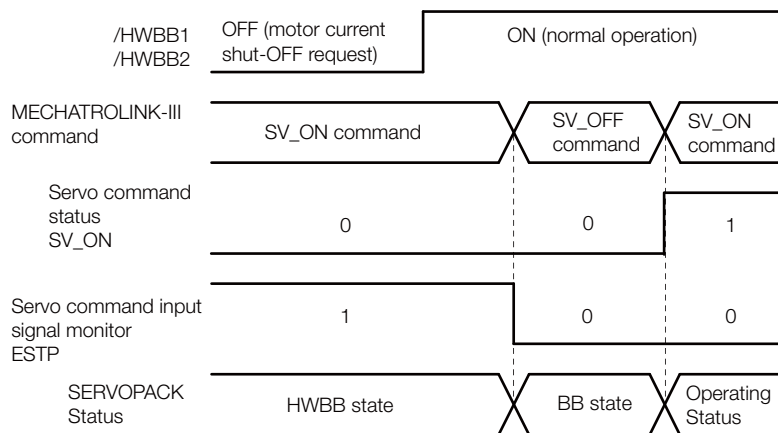 /HWBB1
/HWBB2
OFF (motor current
shut-OFF request)
ON (normal operation)
MECHATROLINK-III
command
SV_ON command
SV_OFF
command
SV_ON
command
Servo command
status
SV_ON
0
0
1
Servo command input
signal monitor
ESTP
1
0
0
SERVOPACK
Status
HWBB state
BB state
Operating
Status